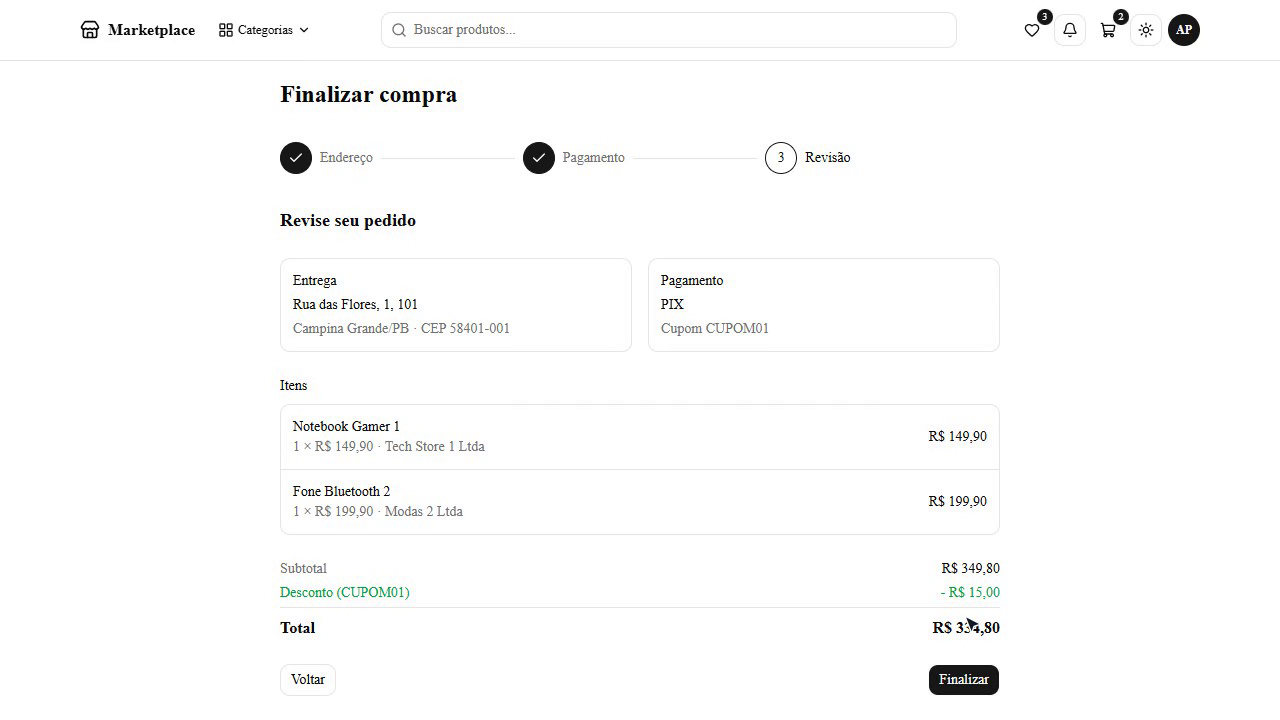 Marketplace
Categorias
Buscar produtos...
3
2
AP
Finalizar compra
Endereço
Pagamento
3
Revisão
Revise seu pedido
Entrega
Rua das Flores, 1, 101
Campina Grande/PB · CEP 58401-001
Pagamento
PIX
Cupom CUPOM01
Itens
Notebook Gamer 1
1 × R$ 149,90 · Tech Store 1 Ltda
R$ 149,90
Fone Bluetooth 2
1 × R$ 199,90 · Modas 2 Ltda
R$ 199,90
Subtotal
R$ 349,80
Desconto (CUPOM01)
- R$ 15,00
Total
R$ 334,80
Voltar
Finalizar